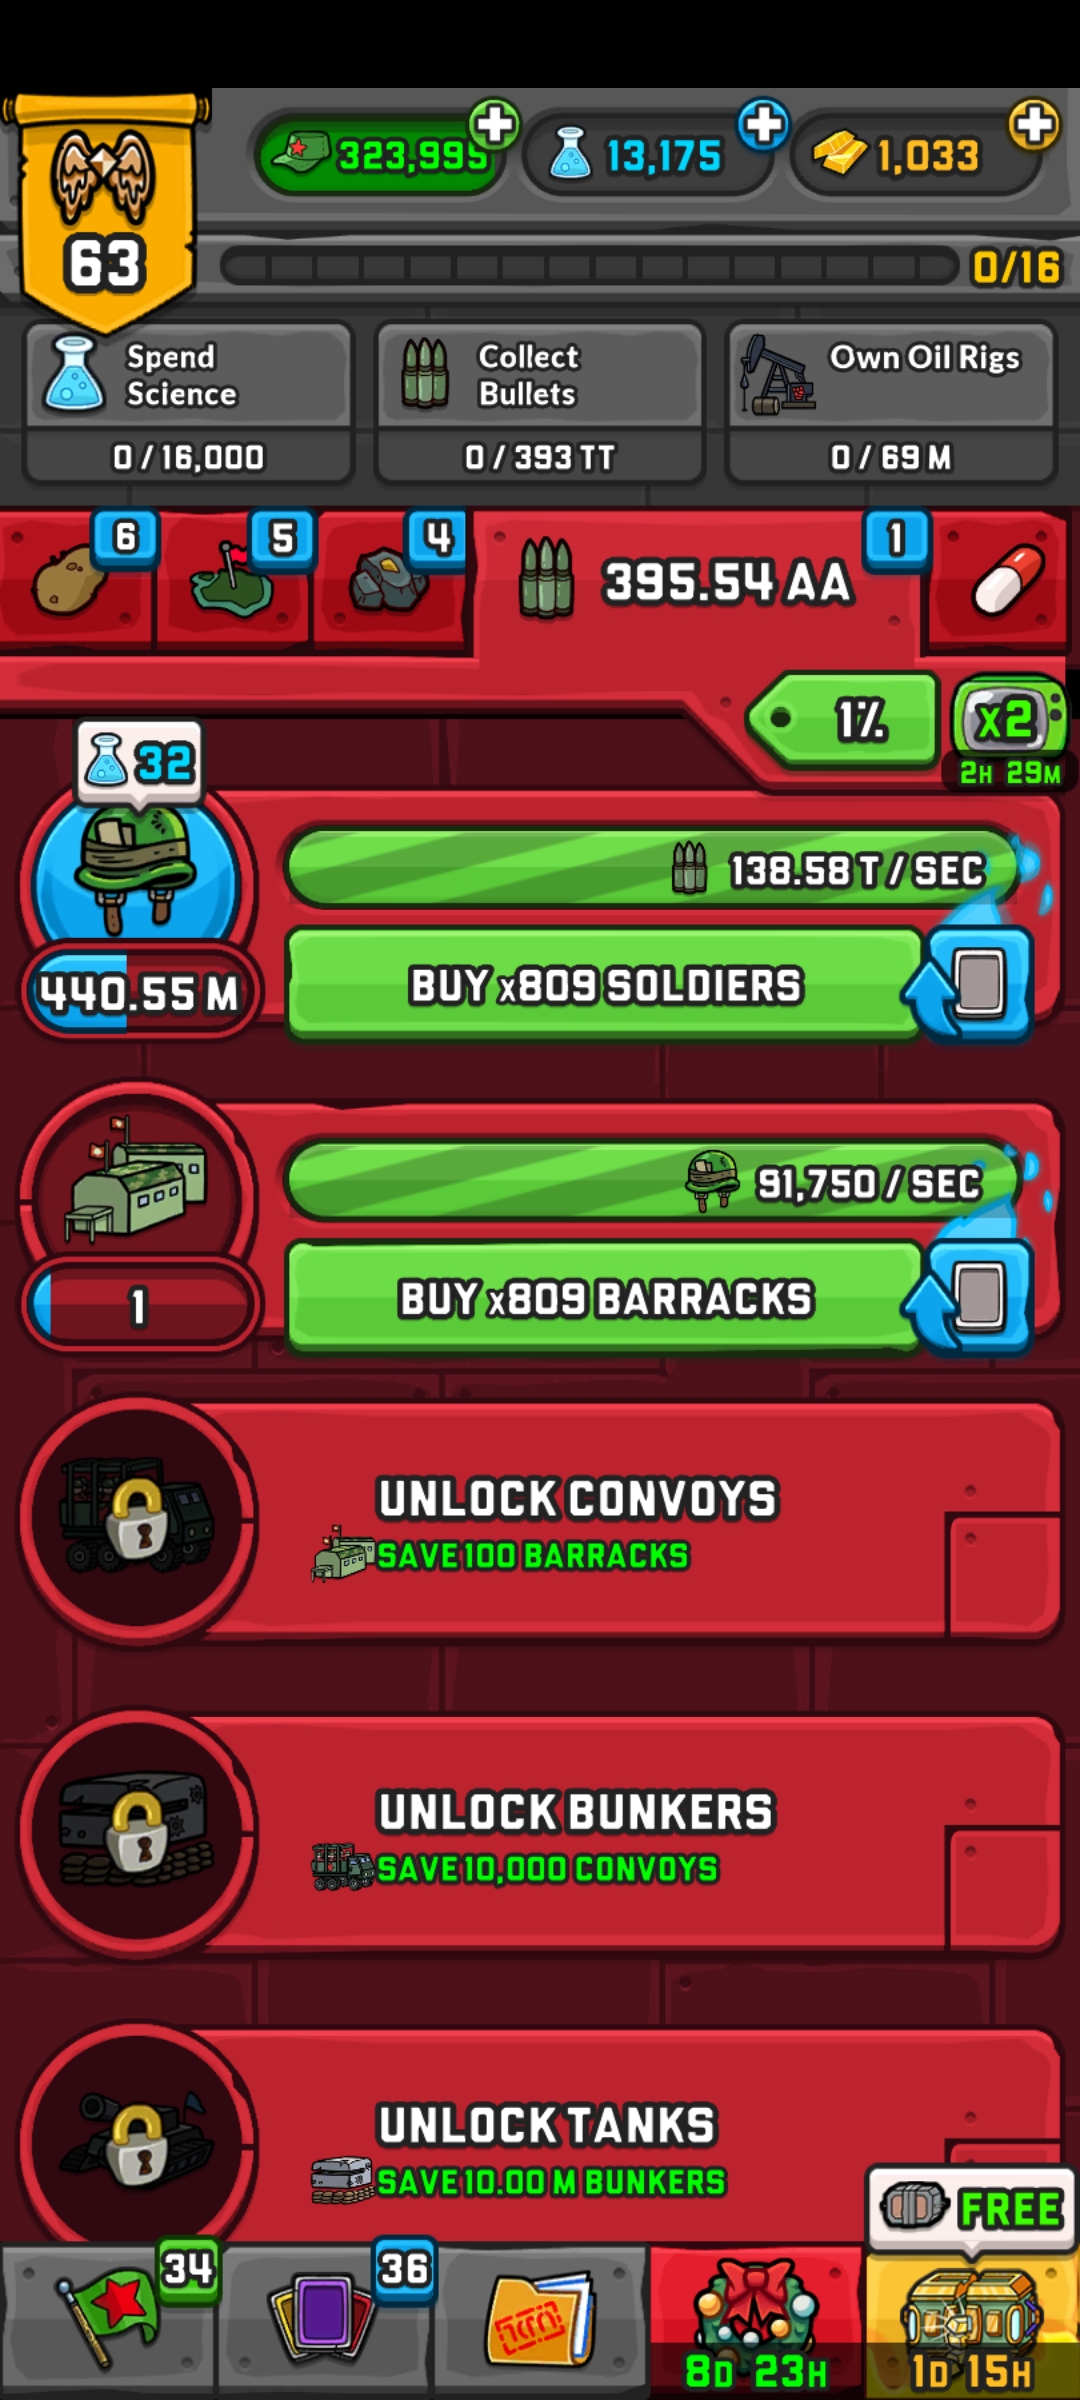 323,995
13,175
1,033
63
0/16
Spend
Science
0 / 16,000
Collect
Bullets
0 / 393 TT
Own Oil Rigs
0 / 69 M
6
5
4
395.54 AA
1
1%
x2
2H 29M
32
138.58 T / SEC
440.55 M
BUY x809 SOLDIERS
91,750 / SEC
1
BUY x809 BARRACKS
UNLOCK CONVOYS
SAVE 100 BARRACKS
UNLOCK BUNKERS
SAVE 10,000 CONVOYS
UNLOCK TANKS
SAVE 10.00 M BUNKERS
FREE
34
36
8D 23H
1D 15H